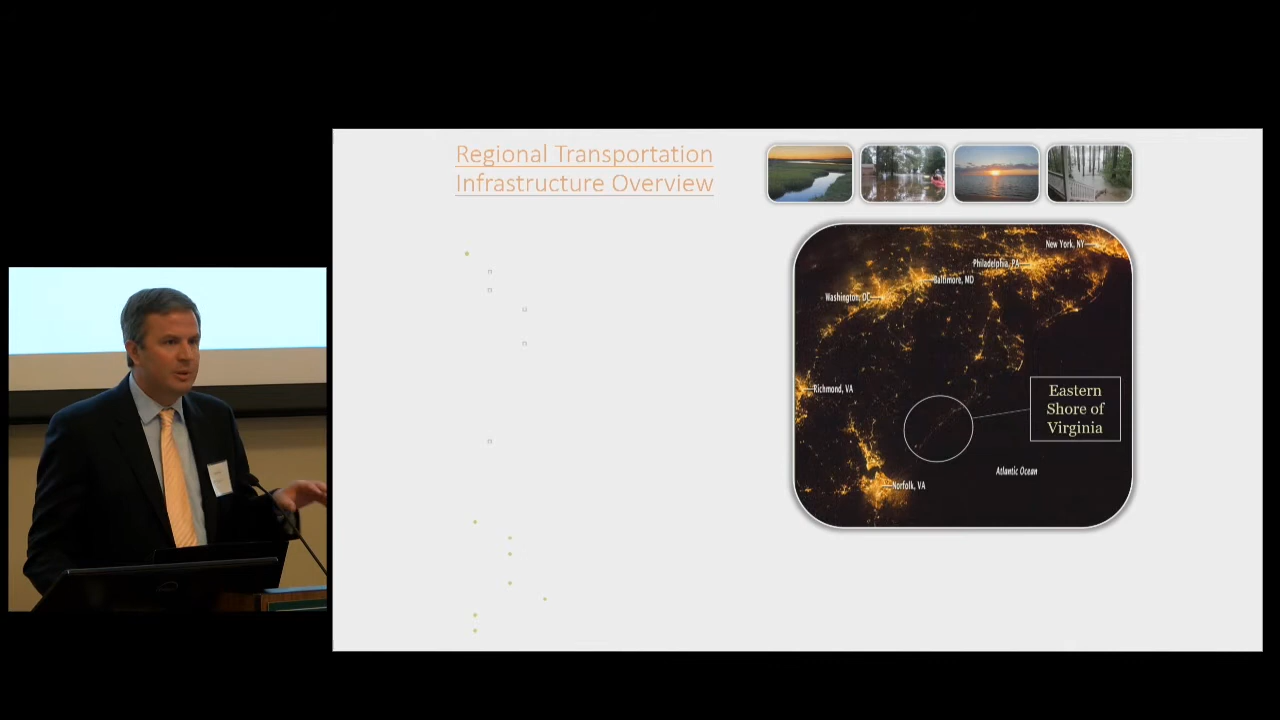 Regional Transportation
Infrastructure Overview
New York, NY
Philadelphia, PA
Baltimore, MD
Washington, DC
Richmond, VA
Eastern
Shore of
Virginia
Atlantic Ocean
Norfolk, VA